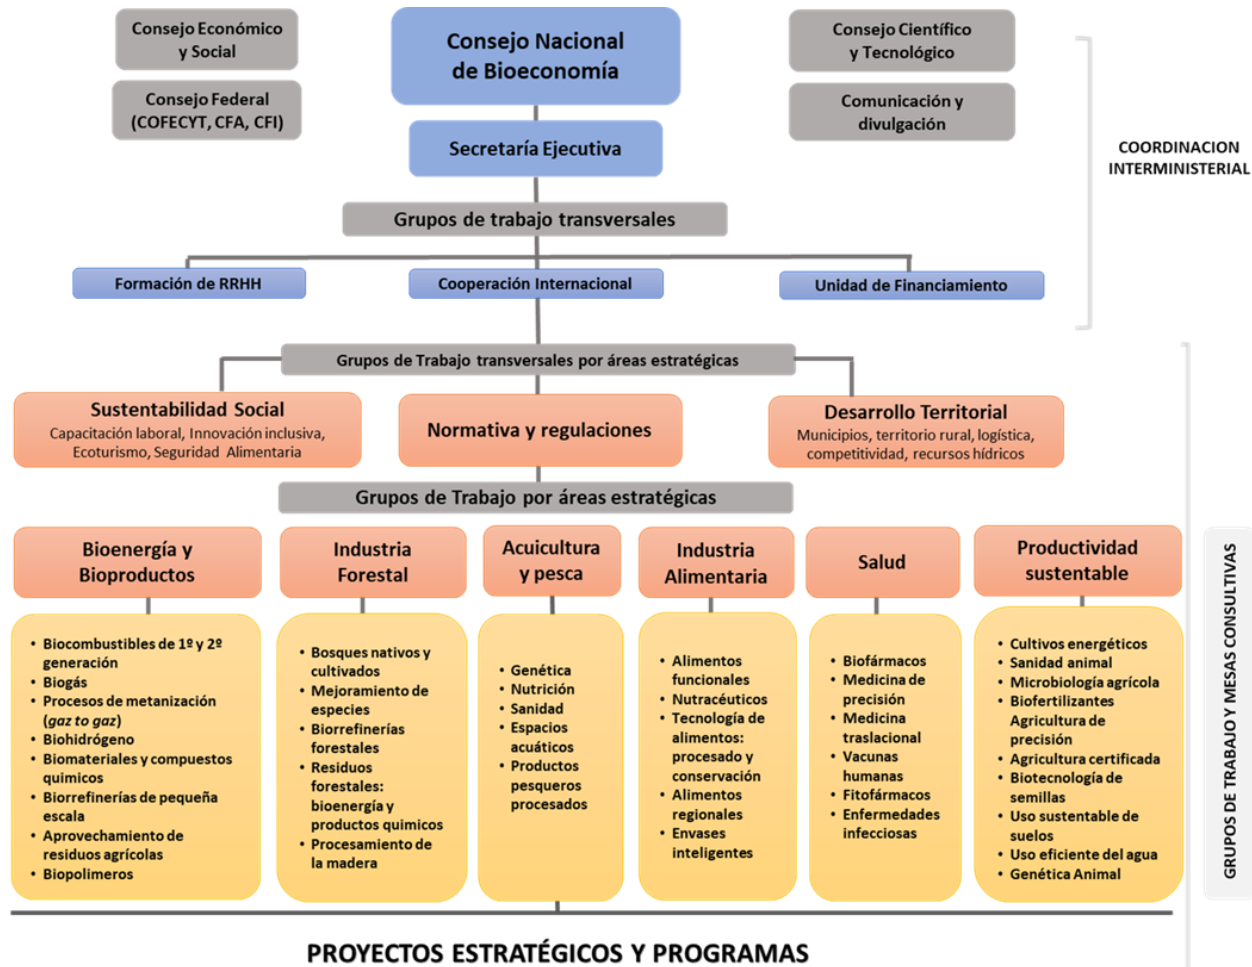 Consejo Económico
y Social
Consejo Federal
(COFECYT, CFA, CFI)
Consejo Nacional
de Bioeconomía
Secretaría Ejecutiva
Consejo Científico
y Tecnológico
Comunicación y
divulgación
COORDINACION
INTERMINISTERIAL
Grupos de trabajo transversales
Formación de RRHH
Cooperación Internacional
Unidad de Financiamiento
Grupos de Trabajo transversales por áreas estratégicas
Sustentabilidad Social
Capacitación laboral, Innovación inclusiva,
Ecoturismo, Seguridad Alimentaria
Normativa y regulaciones
Desarrollo Territorial
Municipios, territorio rural, logística,
competitividad, recursos hídricos
Grupos de Trabajo por áreas estratégicas
Bioenergía y
Bioproductos
• Biocombustibles de 1º y 2º
generación
• Biogás
• Procesos de metanización
(gaz to gaz)
• Biohidrógeno
• Biomateriales y compuestos
quimicos
• Biorrefinerías de pequeña
escala
• Aprovechamiento de
residuos agrícolas
• Biopolimeros
Industria
Forestal
• Bosques nativos y
cultivados
• Mejoramiento de
especies
• Biorrefinerías
forestales
• Residuos
forestales:
bioenergía y
productos quimicos
• Procesamiento de
la madera
Acuicultura
y pesca
• Genética
• Nutrición
• Sanidad
• Espacios
acuáticos
• Productos
pesqueros
procesados
Industria
Alimentaria
• Alimentos
funcionales
• Nutracéuticos
• Tecnología de
alimentos:
procesado y
conservación
• Alimentos
regionales
• Envases
inteligentes
Salud
• Biofármacos
• Medicina de
precisión
• Medicina
traslacional
• Vacunas
humanas
• Fitofármacos
• Enfermedades
infecciosas
Productividad
sustentable
• Cultivos energéticos
• Sanidad animal
• Microbiología agrícola
• Biofertilizantes
Agricultura de
precisión
• Agricultura certificada
• Biotecnología de
semillas
• Uso sustentable de
suelos
• Uso eficiente del agua
• Genética Animal
GRUPOS DE TRABAJO Y MESAS CONSULTIVAS
PROYECTOS ESTRATÉGICOS Y PROGRAMAS